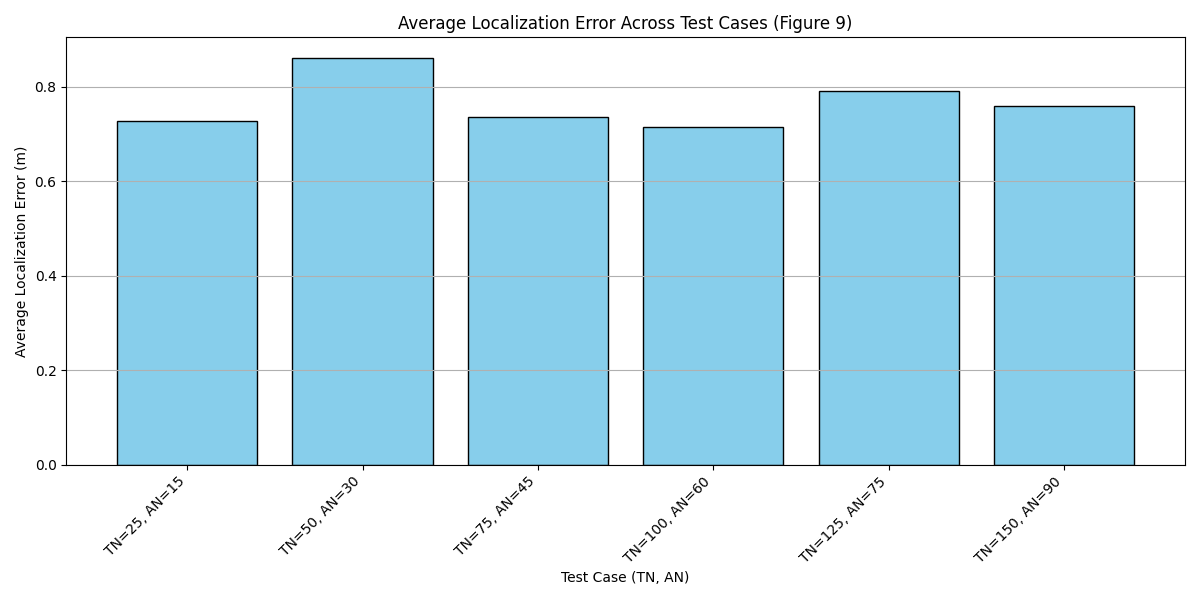 Average Localization Error Across Test Cases (Figure 9)
Average Localization Error (m)
0.8
0.6
0.4
0.2
0.0
TN=25, AN=15
TN=50, AN=30
TN=75, AN=45
TN=100, AN=60
TN=125, AN=75
TN=150, AN=90
Test Case (TN, AN)